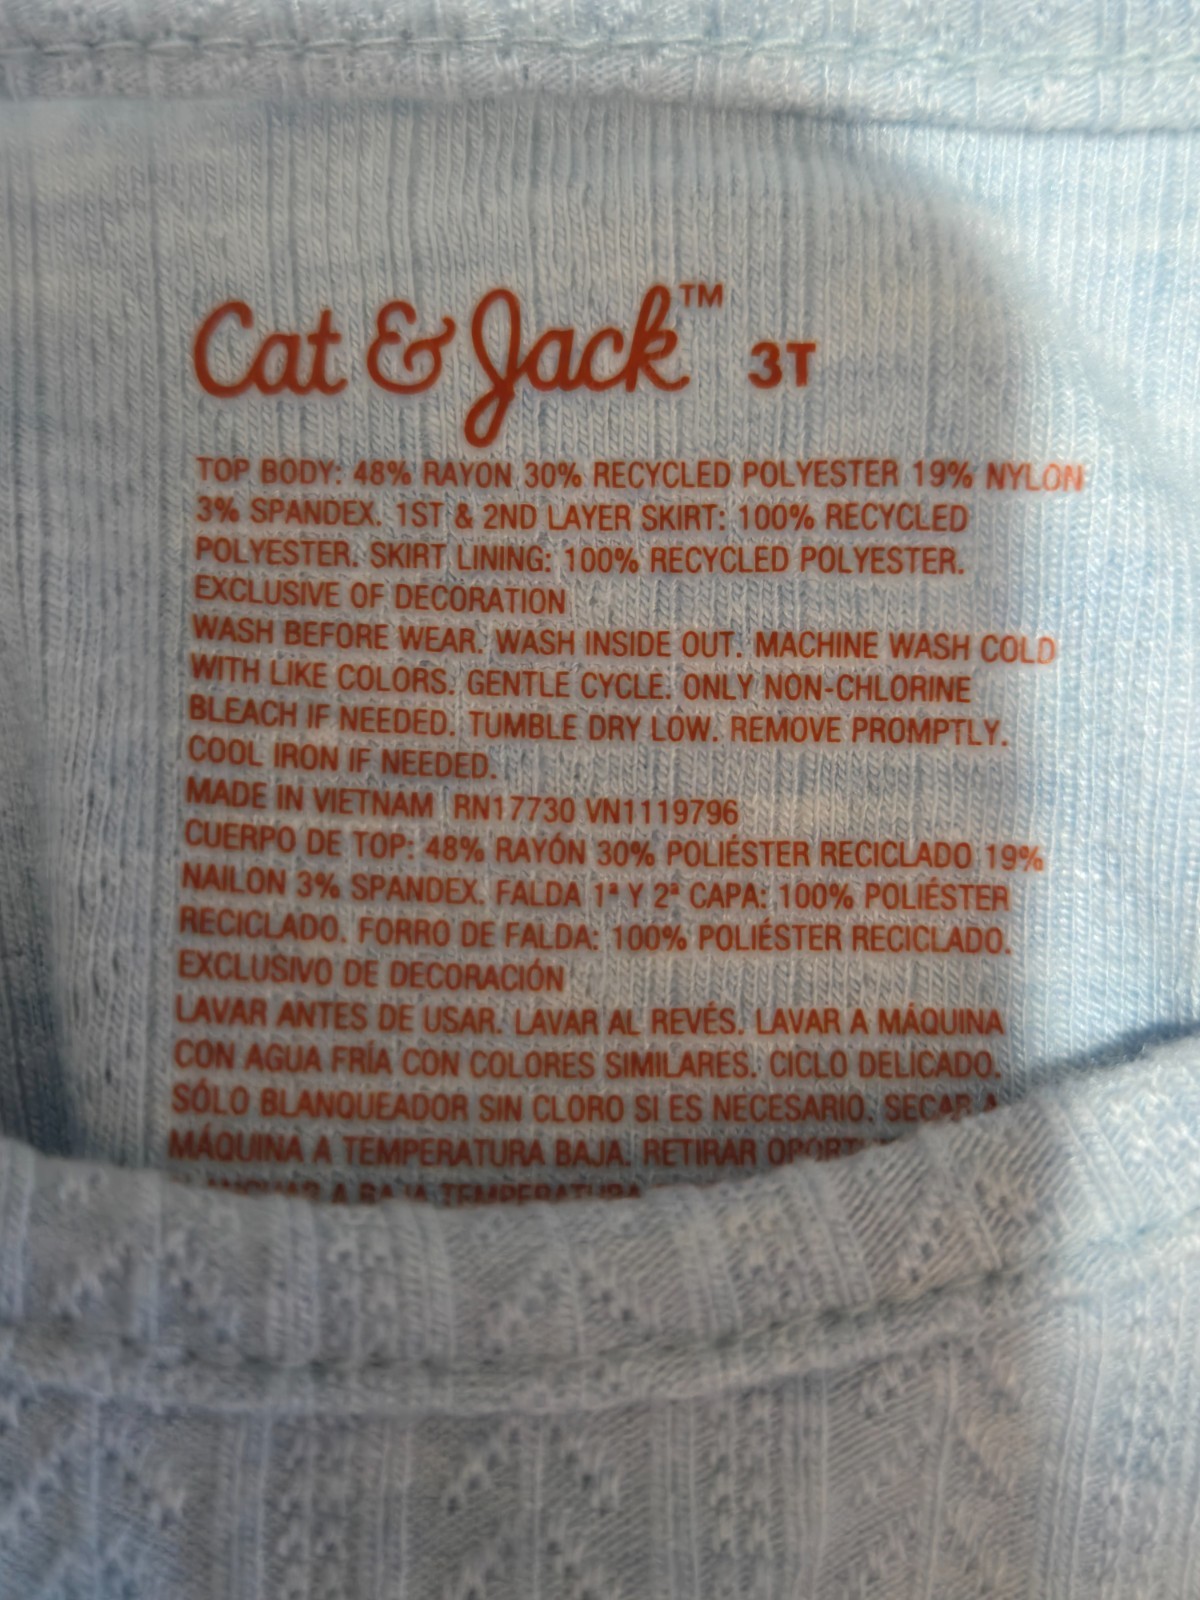 Cat & Jack™ 3T
TOP BODY: 48% RAYON 30% RECYCLED POLYESTER 19% NYLON
3% SPANDEX. 1ST & 2ND LAYER SKIRT: 100% RECYCLED
POLYESTER. SKIRT LINING: 100% RECYCLED POLYESTER.
EXCLUSIVE OF DECORATION
WASH BEFORE WEAR. WASH INSIDE OUT. MACHINE WASH COLD
WITH LIKE COLORS. GENTLE CYCLE. ONLY NON-CHLORINE
BLEACH IF NEEDED. TUMBLE DRY LOW. REMOVE PROMPTLY.
COOL IRON IF NEEDED.
MADE IN VIETNAM RN17730 VN1119796
CUERPO DE TOP: 48% RAYÓN 30% POLIÉSTER RECICLADO 19%
NAILON 3% SPANDEX. FALDA 1ª Y 2ª CAPA: 100% POLIÉSTER
RECICLADO. FORRO DE FALDA: 100% POLIÉSTER RECICLADO.
EXCLUSIVO DE DECORACIÓN
LAVAR ANTES DE USAR. LAVAR AL REVÉS. LAVAR A MÁQUINA
CON AGUA FRÍA CON COLORES SIMILARES. CICLO DELICADO.
SÓLO BLANQUEADOR SIN CLORO SI ES NECESARIO. SECAR A
MÁQUINA A TEMPERATURA BAJA. RETIRAR
A BAJA TEMPERATURA